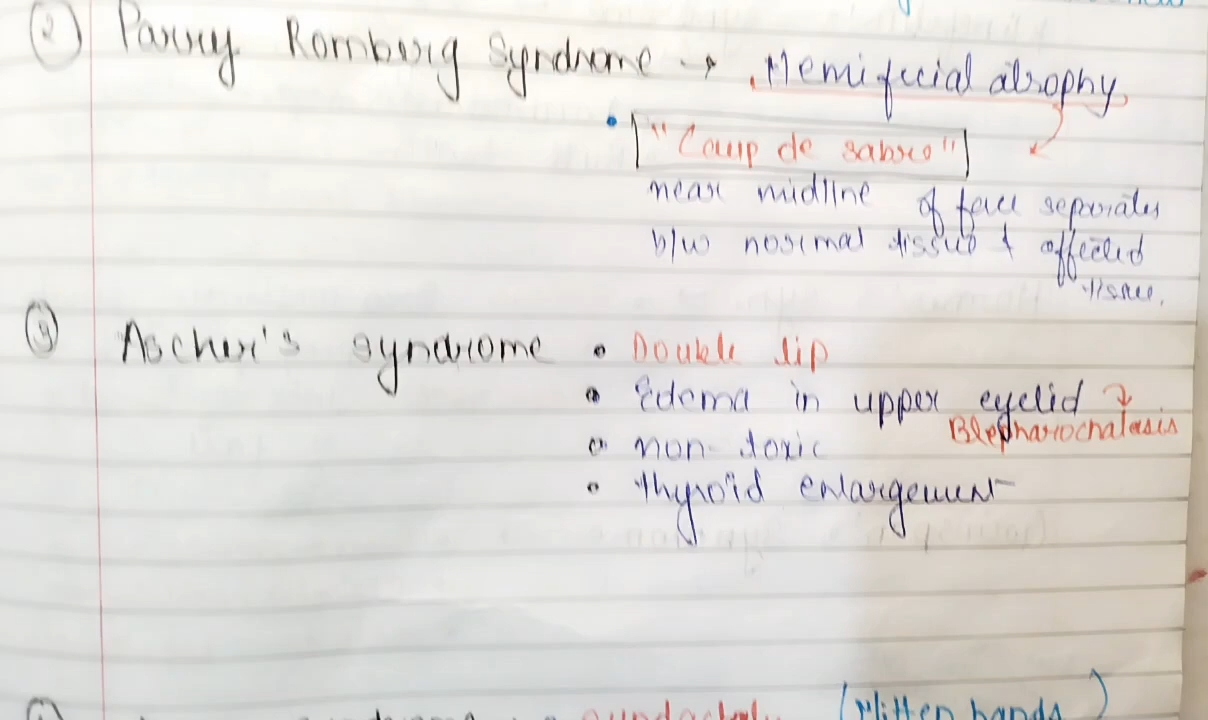 ② Parry Romberg Syndrome → Hemifacial atrophy
• "Coup de sabre"
near midline of face separates
b/w normal tissue & affected
tissue.
③ Ascher's syndrome • Double lip
• Edema in upper eyelid
Blepharochalasis
• non-toxic
• thyroid enlargement
syndactyly (Mitten hands)